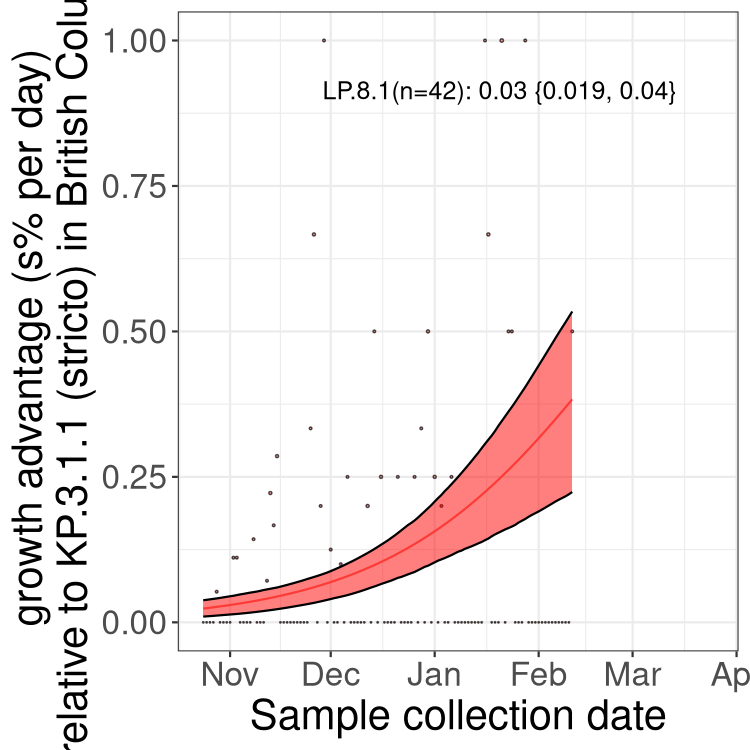 growth advantage (s% per day)
relative to KP.3.1.1 (stricto) in British Colu
1.00
0.75
0.50
0.25
0.00
LP.8.1(n=42): 0.03 {0.019, 0.04}
Nov Dec Jan Feb Mar Ap
Sample collection date